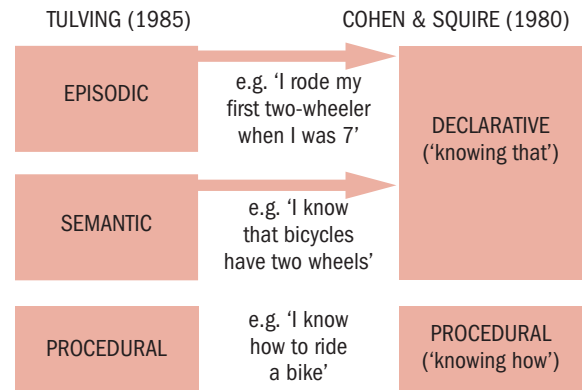 TULVING (1985)
COHEN & SQUIRE (1980)
EPISODIC
e.g. ‘I rode my
first two-wheeler
when I was 7’
DECLARATIVE
(‘knowing that’)
SEMANTIC
e.g. ‘I know
that bicycles
have two wheels’
PROCEDURAL
e.g. ‘I know
how to ride
a bike’
PROCEDURAL
(‘knowing how’)